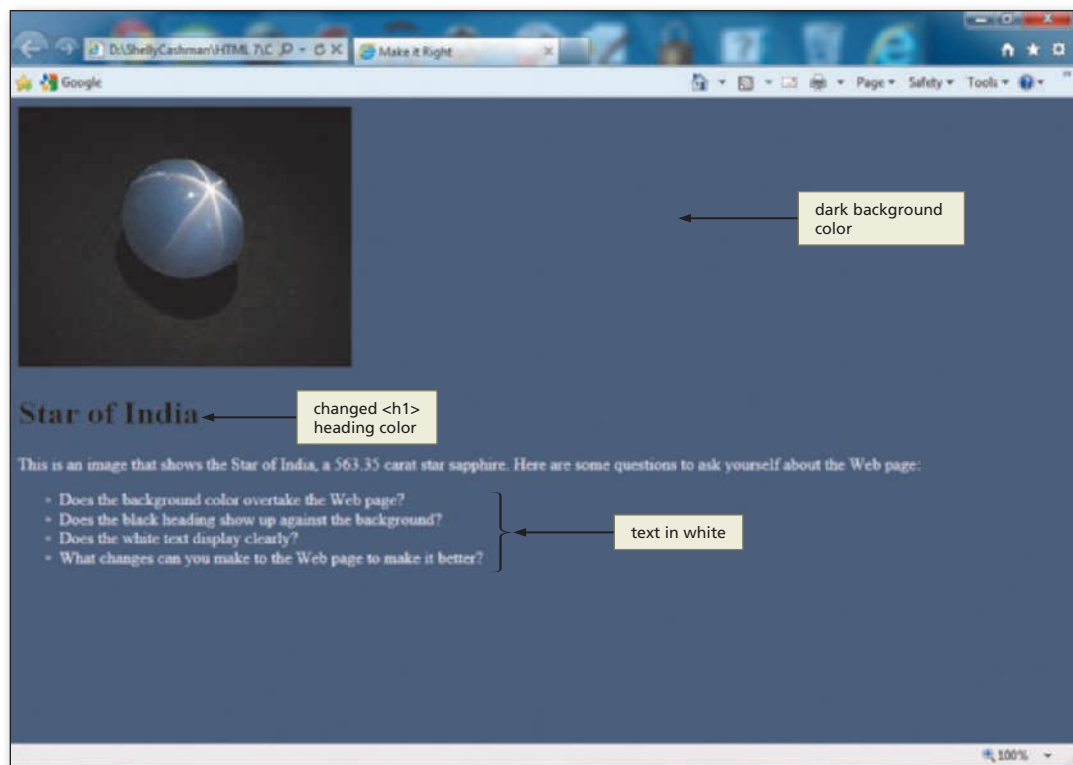 D:\ShellyCashman\HTML 7\C
Make it Right
Google
Page
Safety
Tools
dark background
color
Star of India
changed <h1>
heading color
This is an image that shows the Star of India, a 563.35 carat star sapphire. Here are some questions to ask yourself about the Web page:
Does the background color overtake the Web page?
Does the black heading show up against the background?
Does the white text display clearly?
What changes can you make to the Web page to make it better?
text in white
100%